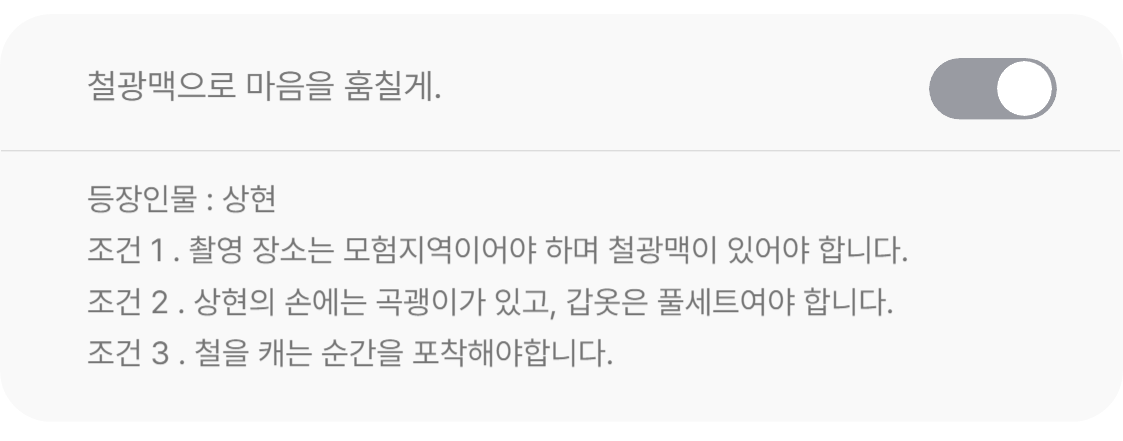 철광맥으로 마음을 훔칠게.
등장인물 : 상현
조건 1 . 촬영 장소는 모험지역이어야 하며 철광맥이 있어야 합니다.
조건 2 . 상현의 손에는 곡괭이가 있고, 갑옷은 풀세트여야 합니다.
조건 3 . 철을 캐는 순간을 포착해야합니다.